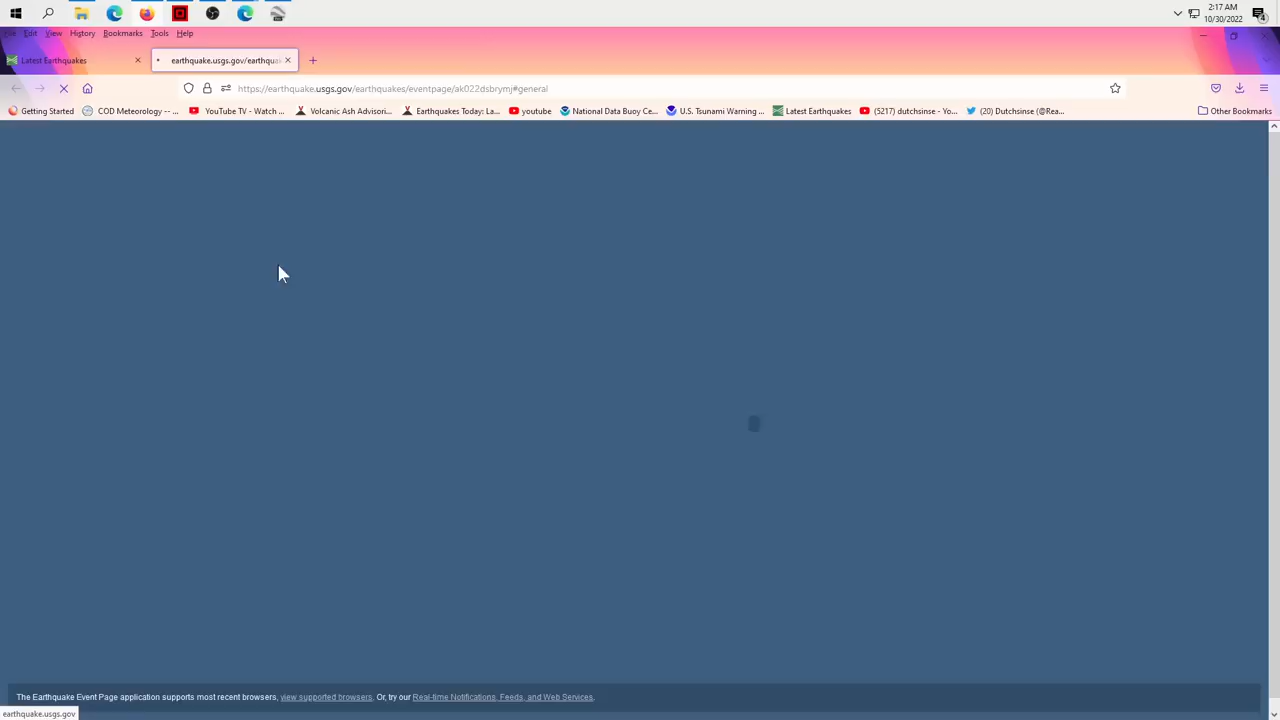 2:17 AM
10/30/2022
4
File Edit View History Bookmarks Tools Help
Latest Earthquakes
earthquake.usgs.gov/earthqua
https://earthquake.usgs.gov/earthquakes/eventpage/ak022dsbrymj#general
Getting Started COD Meteorology -- ... YouTube TV - Watch ... Volcanic Ash Advisori... Earthquakes Today: La... youtube National Data Buoy Ce... U.S. Tsunami Warning ... Latest Earthquakes (5217) dutchsinse - Yo... (20) Dutchsinse (@Rea... Other Bookmarks
The Earthquake Event Page application supports most recent browsers, view supported browsers. Or, try our Real-time Notifications, Feeds, and Web Services.
earthquake.usgs.gov